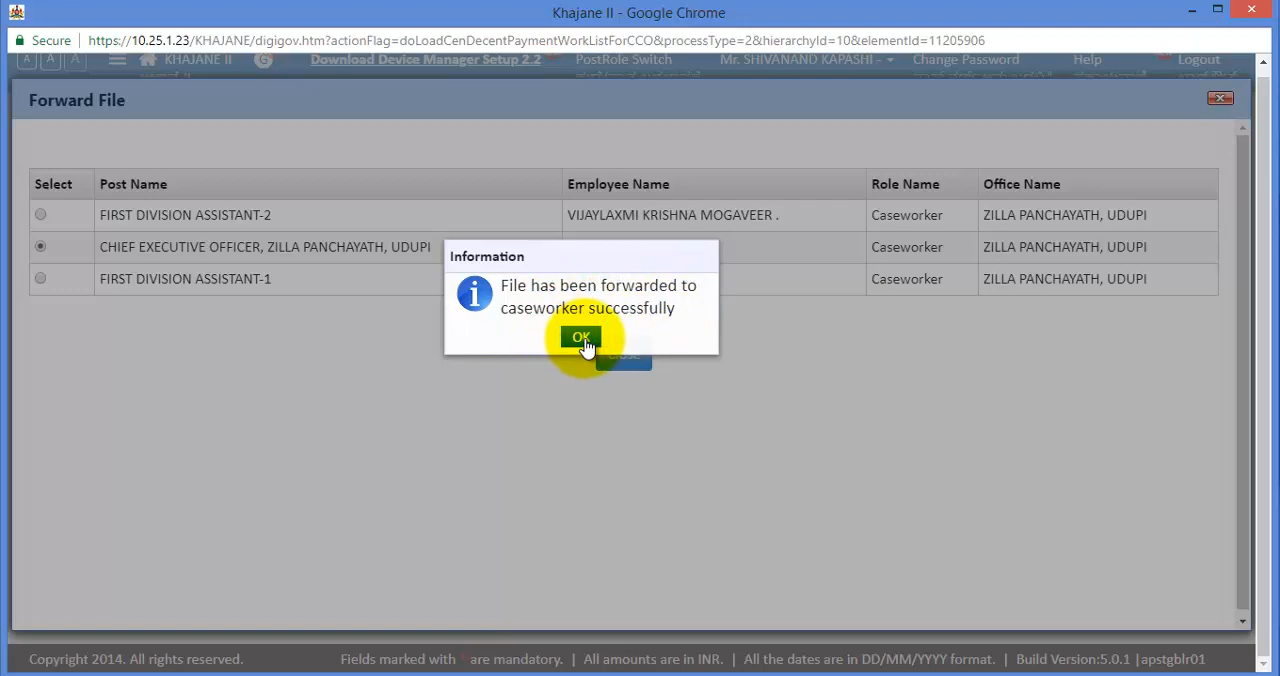 Khajane II - Google Chrome
Secure https://10.25.1.23/KHAJANE/digigov.htm?actionFlag=doLoadCenDecentPaymentWorkListForCCO&processType=2&hierarchyId=10&elementId=11205906
A A A KHAJANE II G Download Device Manager Setup 2.2 PostRole Switch Mr. SHIVANAND KAPASHI - Change Password Help Logout
Forward File
Select Post Name Employee Name Role Name Office Name
FIRST DIVISION ASSISTANT-2 VIJAYLAXMI KRISHNA MOGAVEER . Caseworker ZILLA PANCHAYATH, UDUPI
CHIEF EXECUTIVE OFFICER, ZILLA PANCHAYATH, UDUPI Caseworker ZILLA PANCHAYATH, UDUPI
FIRST DIVISION ASSISTANT-1 Caseworker ZILLA PANCHAYATH, UDUPI
Information
File has been forwarded to
caseworker successfully
OK
Close
Copyright 2014. All rights reserved. Fields marked with * are mandatory. | All amounts are in INR. | All the dates are in DD/MM/YYYY format. | Build Version:5.0.1 |apstgblr01